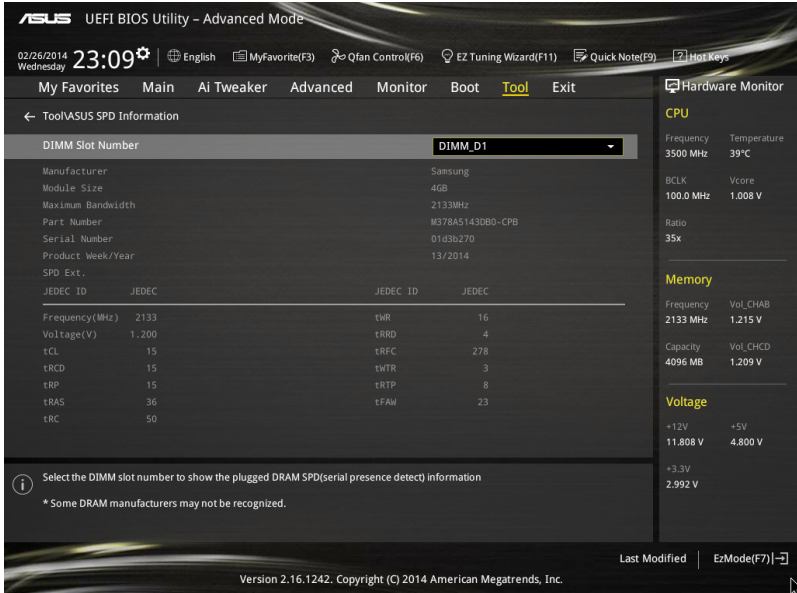 ASUS UEFI BIOS Utility – Advanced Mode
02/26/2014 Wednesday 23:09 English MyFavorite(F3) Qfan Control(F6) EZ Tuning Wizard(F11) Quick Note(F9) ? Hot Keys
My Favorites Main Ai Tweaker Advanced Monitor Boot Tool Exit
← Tool\ASUS SPD Information
DIMM Slot Number DIMM_D1
Manufacturer Samsung
Module Size 4GB
Maximum Bandwidth 2133MHz
Part Number M378A5143DB0-CPB
Serial Number 01d3b270
Product Week/Year 13/2014
SPD Ext.
JEDEC ID JEDEC JEDEC ID JEDEC
Frequency(MHz) 2133 tWR 16
Voltage(V) 1.200 tRRD 4
tCL 15 tRFC 278
tRCD 15 tWTR 3
tRP 15 tRTP 8
tRAS 36 tFAW 23
tRC 50
Select the DIMM slot number to show the plugged DRAM SPD(serial presence detect) information
* Some DRAM manufacturers may not be recognized.
Hardware Monitor
CPU
Frequency Temperature
3500 MHz 39°C
BCLK Vcore
100.0 MHz 1.008 V
Ratio
35x
Memory
Frequency Vol_CHAB
2133 MHz 1.215 V
Capacity Vol_CHCD
4096 MB 1.209 V
Voltage
+12V +5V
11.808 V 4.800 V
+3.3V
2.992 V
Last Modified EzMode(F7)
Version 2.16.1242. Copyright (C) 2014 American Megatrends, Inc.